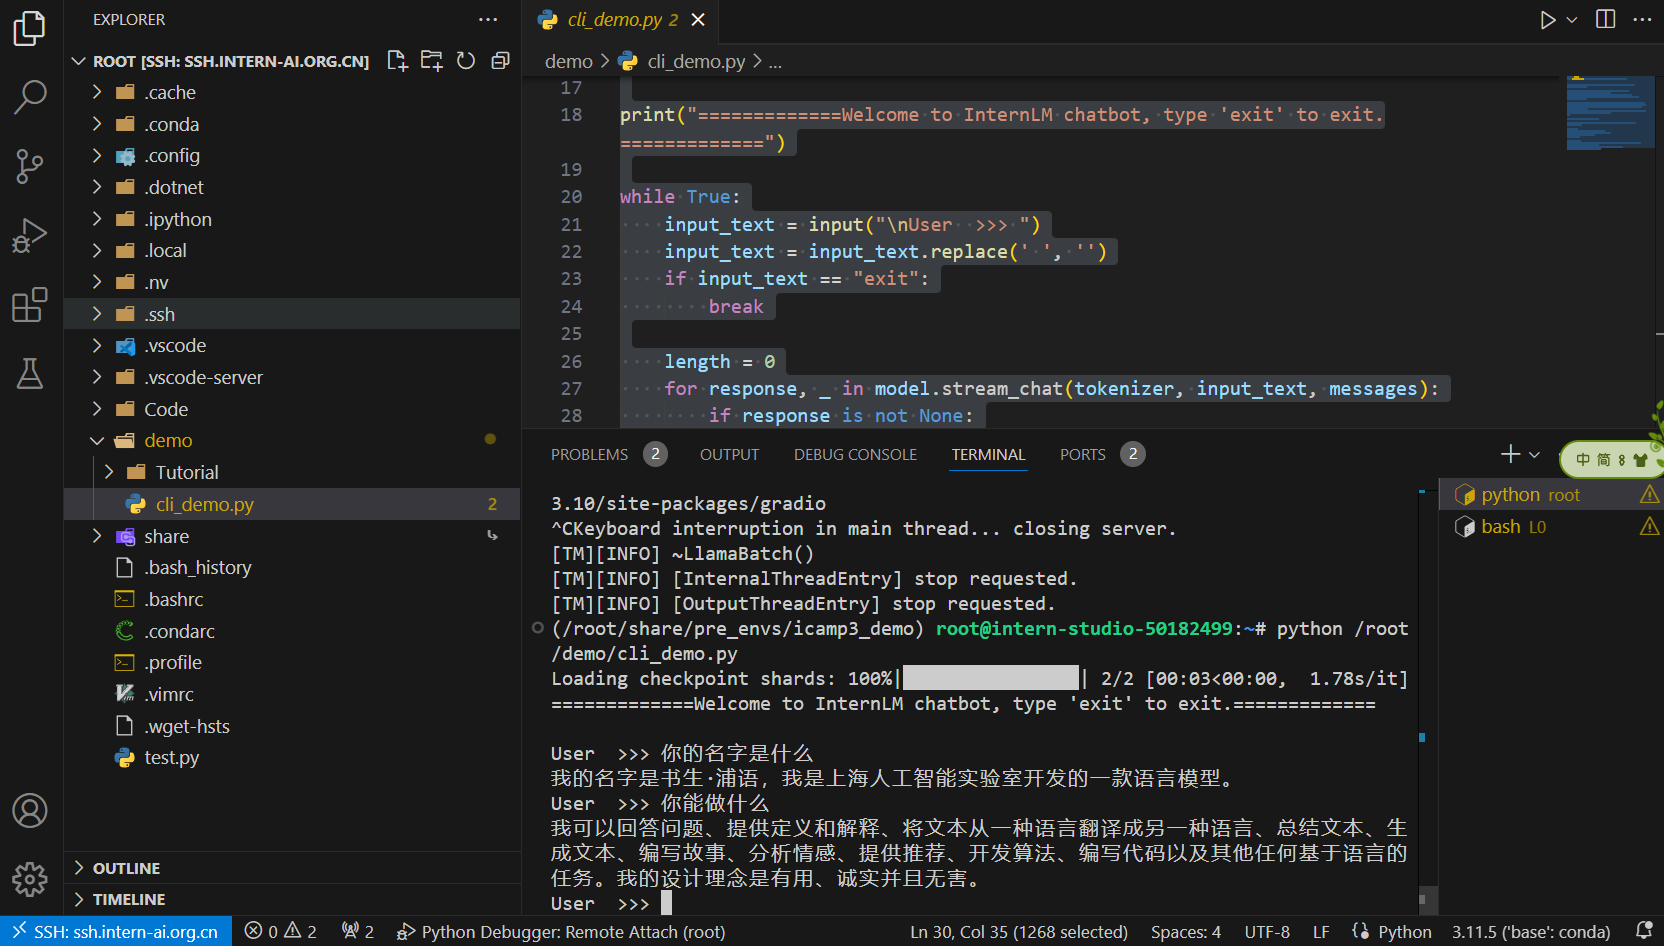 EXPLORER
ROOT [SSH: SSH.INTERN-AI.ORG.CN]
.cache
.conda
.config
.dotnet
.ipython
.local
.nv
.ssh
.vscode
.vscode-server
Code
demo
Tutorial
cli_demo.py 2
share
.bash_history
.bashrc
.condarc
.profile
.vimrc
.wget-hsts
test.py
OUTLINE
TIMELINE
cli_demo.py 2
demo > cli_demo.py > ...
17
18 print("=============Welcome to InternLM chatbot, type 'exit' to exit.
=============")
19
20 while True:
21 input_text = input("\nUser  >>> ")
22 input_text = input_text.replace(' ', '')
23 if input_text == "exit":
24 break
25
26 length = 0
27 for response, _ in model.stream_chat(tokenizer, input_text, messages):
28 if response is not None:
PROBLEMS 2 OUTPUT DEBUG CONSOLE TERMINAL PORTS 2
中 简
python root
bash L0
3.10/site-packages/gradio
^CKeyboard interruption in main thread... closing server.
[TM][INFO] ~LlamaBatch()
[TM][INFO] [InternalThreadEntry] stop requested.
[TM][INFO] [OutputThreadEntry] stop requested.
(/root/share/pre_envs/icamp3_demo) root@intern-studio-50182499:~# python /root
/demo/cli_demo.py
Loading checkpoint shards: 100%|██████████| 2/2 [00:03<00:00,  1.78s/it]
=============Welcome to InternLM chatbot, type 'exit' to exit.=============
User  >>> 你的名字是什么
我的名字是书生·浦语，我是上海人工智能实验室开发的一款语言模型。
User  >>> 你能做什么
我可以回答问题、提供定义和解释、将文本从一种语言翻译成另一种语言、总结文本、生
成文本、编写故事、分析情感、提供推荐、开发算法、编写代码以及其他任何基于语言的
任务。我的设计理念是有用、诚实并且无害。
User  >>>
SSH: ssh.intern-ai.org.cn 0 2 2 Python Debugger: Remote Attach (root) Ln 30, Col 35 (1268 selected) Spaces: 4 UTF-8 LF Python 3.11.5 ('base': conda)